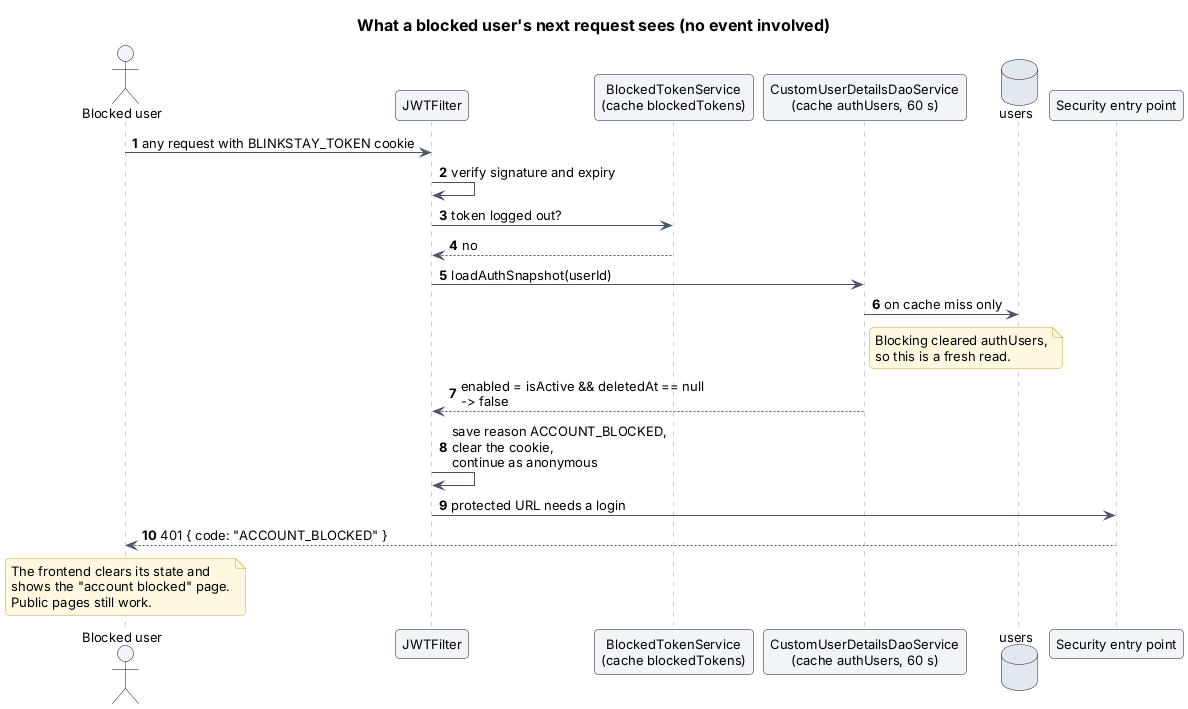 What a blocked user's next request sees (no event involved)
Blocked user
JWTFilter
BlockedTokenService
(cache blockedTokens)
CustomUserDetailsDaoService
(cache authUsers, 60 s)
users
Security entry point
1 any request with BLINKSTAY_TOKEN cookie
2 verify signature and expiry
3 token logged out?
4 no
5 loadAuthSnapshot(userId)
6 on cache miss only
Blocking cleared authUsers,
so this is a fresh read.
7 enabled = isActive && deletedAt == null
-> false
8 save reason ACCOUNT_BLOCKED,
clear the cookie,
continue as anonymous
9 protected URL needs a login
10 401 { code: "ACCOUNT_BLOCKED" }
The frontend clears its state and
shows the "account blocked" page.
Public pages still work.
Blocked user
JWTFilter
BlockedTokenService
(cache blockedTokens)
CustomUserDetailsDaoService
(cache authUsers, 60 s)
users
Security entry point